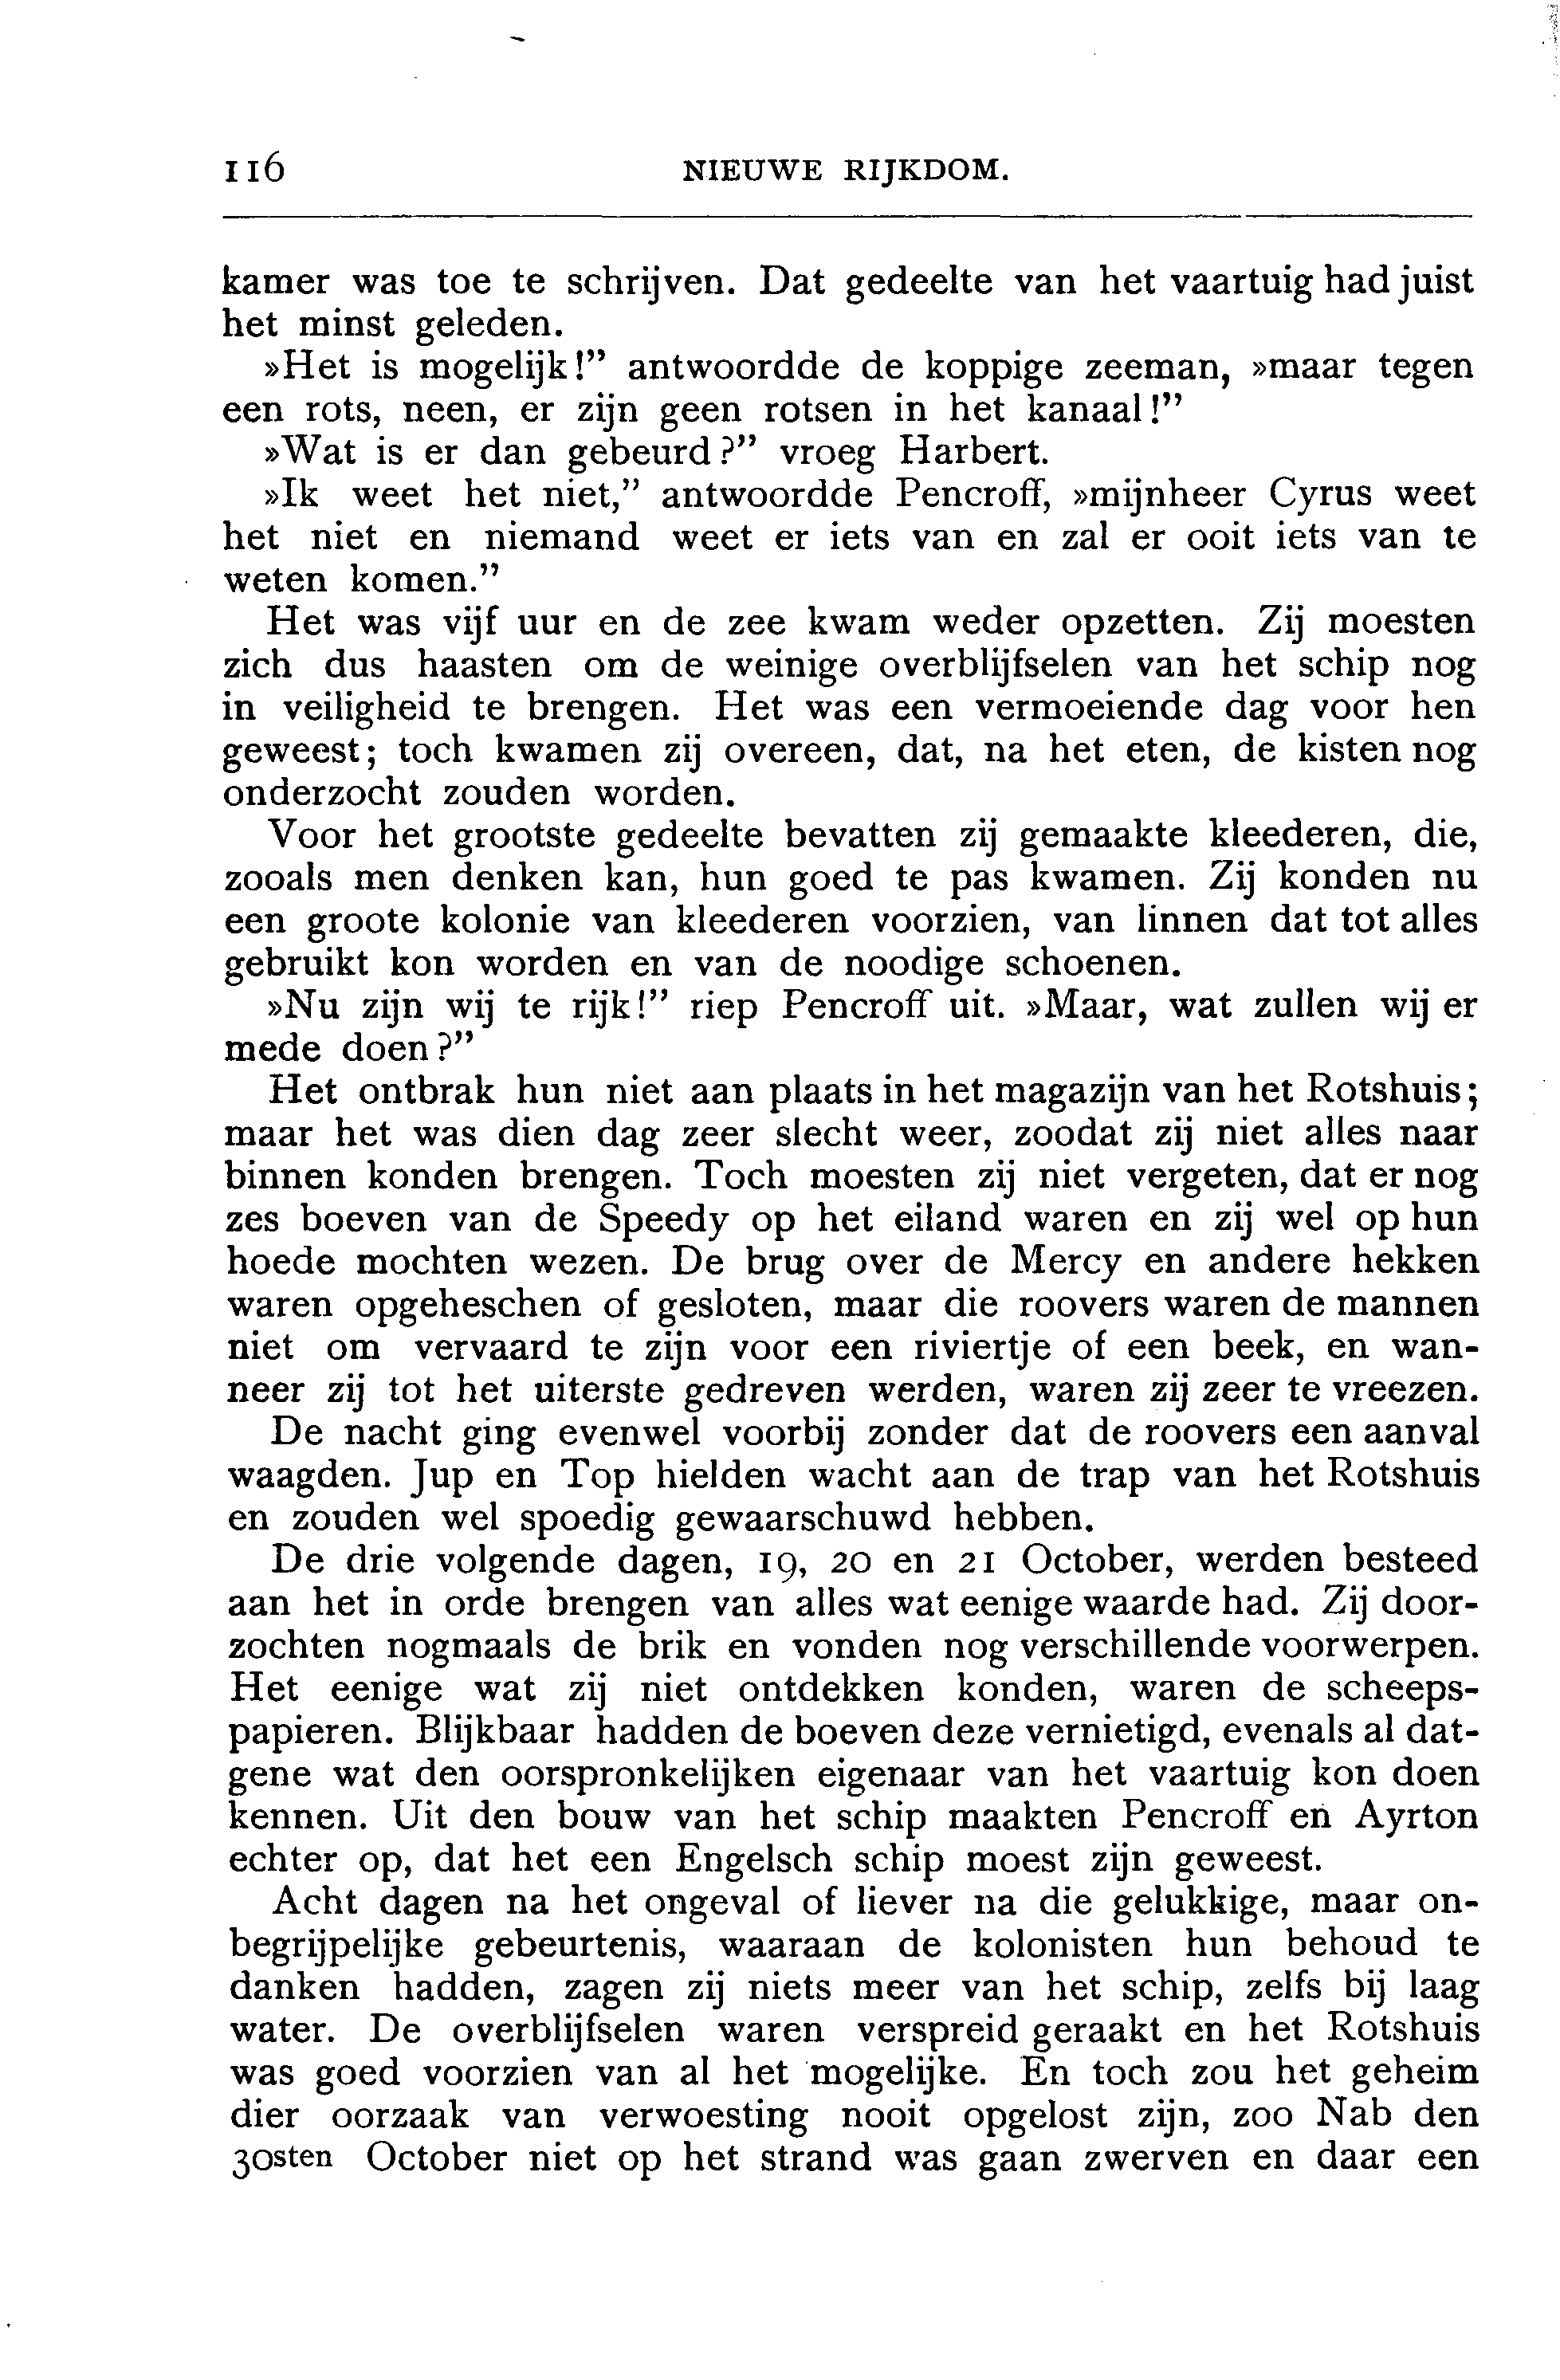 116 NIEUWE RIJKDOM.
kamer was toe te schrijven. Dat gedeelte van het vaartuig had juist
het minst geleden.
»Het is mogelijk!” antwoordde de koppige zeeman, »maar tegen
een rots, neen, er zijn geen rotsen in het kanaal!”
»Wat is er dan gebeurd?” vroeg Harbert.
»Ik weet het niet,” antwoordde Pencroff, »mijnheer Cyrus weet
het niet en niemand weet er iets van en zal er ooit iets van te
weten komen.”
Het was vijf uur en de zee kwam weder opzetten. Zij moesten
zich dus haasten om de weinige overblijfselen van het schip nog
in veiligheid te brengen. Het was een vermoeiende dag voor hen
geweest; toch kwamen zij overeen, dat, na het eten, de kisten nog
onderzocht zouden worden.
Voor het grootste gedeelte bevatten zij gemaakte kleederen, die,
zooals men denken kan, hun goed te pas kwamen. Zij konden nu
een groote kolonie van kleederen voorzien, van linnen dat tot alles
gebruikt kon worden en van de noodige schoenen.
»Nu zijn wij te rijk!” riep Pencroff uit. »Maar, wat zullen wij er
mede doen?”
Het ontbrak hun niet aan plaats in het magazijn van het Rotshuis;
maar het was dien dag zeer slecht weer, zoodat zij niet alles naar
binnen konden brengen. Toch moesten zij niet vergeten, dat er nog
zes boeven van de Speedy op het eiland waren en zij wel op hun
hoede mochten wezen. De brug over de Mercy en andere hekken
waren opgeheschen of gesloten, maar die roovers waren de mannen
niet om vervaard te zijn voor een riviertje of een beek, en wan-
neer zij tot het uiterste gedreven werden, waren zij zeer te vreezen.
De nacht ging evenwel voorbij zonder dat de roovers een aanval
waagden. Jup en Top hielden wacht aan de trap van het Rotshuis
en zouden wel spoedig gewaarschuwd hebben.
De drie volgende dagen, 19, 20 en 21 October, werden besteed
aan het in orde brengen van alles wat eenige waarde had. Zij door-
zochten nogmaals de brik en vonden nog verschillende voorwerpen.
Het eenige wat zij niet ontdekken konden, waren de scheeps-
papieren. Blijkbaar hadden de boeven deze vernietigd, evenals al dat-
gene wat den oorspronkelijken eigenaar van het vaartuig kon doen
kennen. Uit den bouw van het schip maakten Pencroff en Ayrton
echter op, dat het een Engelsch schip moest zijn geweest.
Acht dagen na het ongeval of liever na die gelukkige, maar on-
begrijpelijke gebeurtenis, waaraan de kolonisten hun behoud te
danken hadden, zagen zij niets meer van het schip, zelfs bij laag
water. De overblijfselen waren verspreid geraakt en het Rotshuis
was goed voorzien van al het mogelijke. En toch zou het geheim
dier oorzaak van verwoesting nooit opgelost zijn, zoo Nab den
30sten October niet op het strand was gaan zwerven en daar een